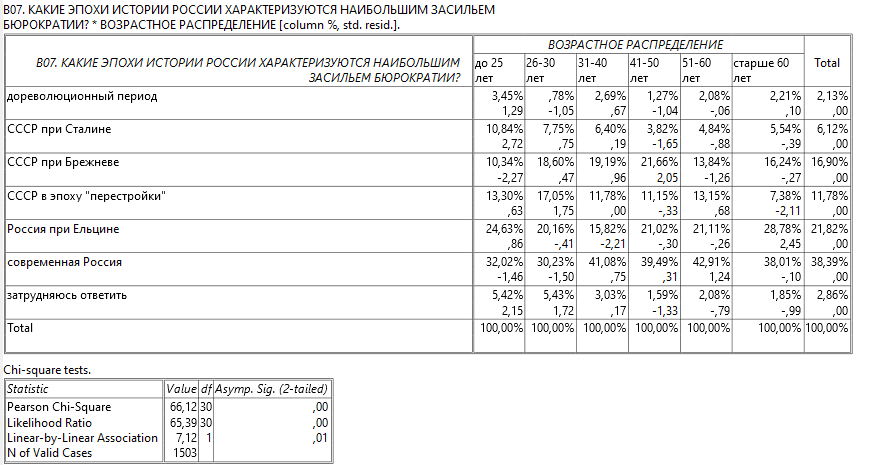 В07. КАКИЕ ЭПОХИ ИСТОРИИ РОССИИ ХАРАКТЕРИЗУЮТСЯ НАИБОЛЬШИМ ЗАСИЛЬЕМ
БЮРОКРАТИИ? * ВОЗРАСТНОЕ РАСПРЕДЕЛЕНИЕ [column %, std. resid.].
ВОЗРАСТНОЕ РАСПРЕДЕЛЕНИЕ
В07. КАКИЕ ЭПОХИ ИСТОРИИ РОССИИ ХАРАКТЕРИЗУЮТСЯ НАИБОЛЬШИМ до 25 26-30 31-40 41-50 51-60 старше 60 Total
ЗАСИЛЬЕМ БЮРОКРАТИИ? лет лет лет лет лет лет
дореволюционный период 3,45% ,78% 2,69% 1,27% 2,08% 2,21% 2,13%
1,29 -1,05 ,67 -1,04 -,06 ,10 ,00
СССР при Сталине 10,84% 7,75% 6,40% 3,82% 4,84% 5,54% 6,12%
2,72 ,75 ,19 -1,65 -,88 -,39 ,00
СССР при Брежневе 10,34% 18,60% 19,19% 21,66% 13,84% 16,24% 16,90%
-2,27 ,47 ,96 2,05 -1,26 -,27 ,00
СССР в эпоху "перестройки" 13,30% 17,05% 11,78% 11,15% 13,15% 7,38% 11,78%
,63 1,75 ,00 -,33 ,68 -2,11 ,00
Россия при Ельцине 24,63% 20,16% 15,82% 21,02% 21,11% 28,78% 21,82%
,86 -,41 -2,21 -,30 -,26 2,45 ,00
современная Россия 32,02% 30,23% 41,08% 39,49% 42,91% 38,01% 38,39%
-1,46 -1,50 ,75 ,31 1,24 -,10 ,00
затрудняюсь ответить 5,42% 5,43% 3,03% 1,59% 2,08% 1,85% 2,86%
2,15 1,72 ,17 -1,33 -,79 -,99 ,00
Total 100,00% 100,00% 100,00% 100,00% 100,00% 100,00% 100,00%
Chi-square tests.
Statistic Value df Asymp. Sig. (2-tailed)
Pearson Chi-Square 66,12 30 ,00
Likelihood Ratio 65,39 30 ,00
Linear-by-Linear Association 7,12 1 ,01
N of Valid Cases 1503